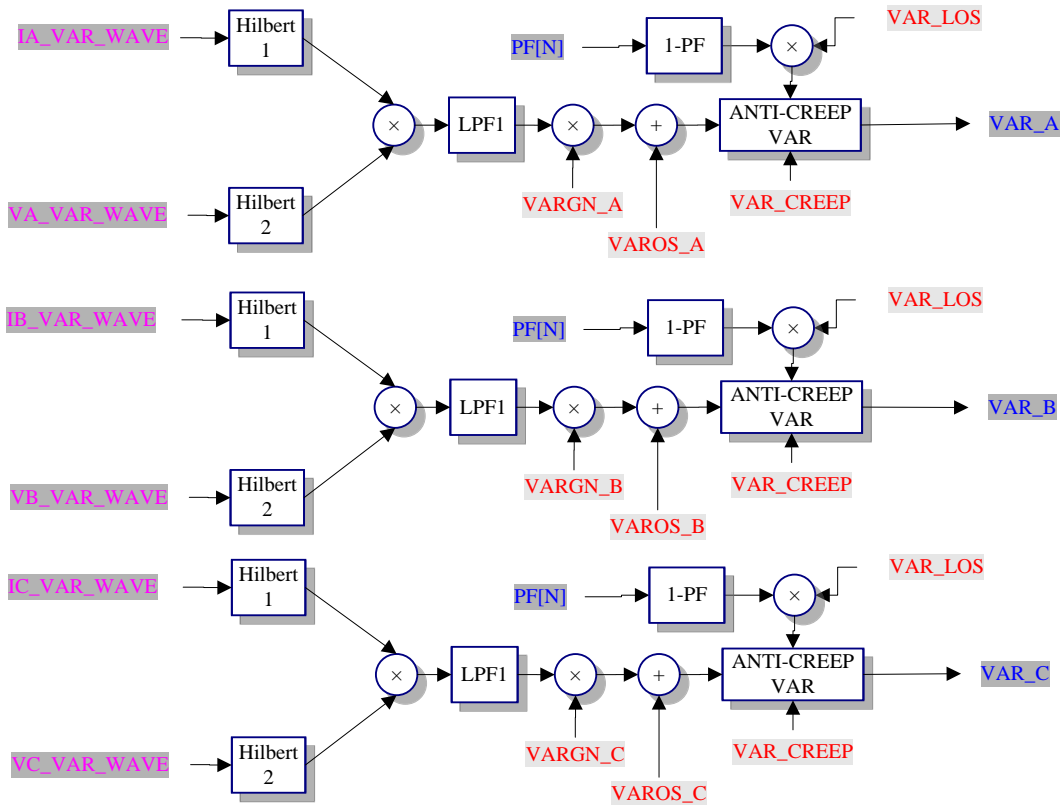 IA_VAR_WAVE
Hilbert
1
PF[N]
1-PF
×
VAR_LOS
×
LPF1
×
+
ANTI-CREEP
VAR
VAR_A
VA_VAR_WAVE
Hilbert
2
VARGN_A
VAROS_A
VAR_CREEP
IB_VAR_WAVE
Hilbert
1
PF[N]
1-PF
×
VAR_LOS
×
LPF1
×
+
ANTI-CREEP
VAR
VAR_B
VB_VAR_WAVE
Hilbert
2
VARGN_B
VAROS_B
VAR_CREEP
IC_VAR_WAVE
Hilbert
1
PF[N]
1-PF
×
VAR_LOS
×
LPF1
×
+
ANTI-CREEP
VAR
VAR_C
VC_VAR_WAVE
Hilbert
2
VARGN_C
VAROS_C
VAR_CREEP